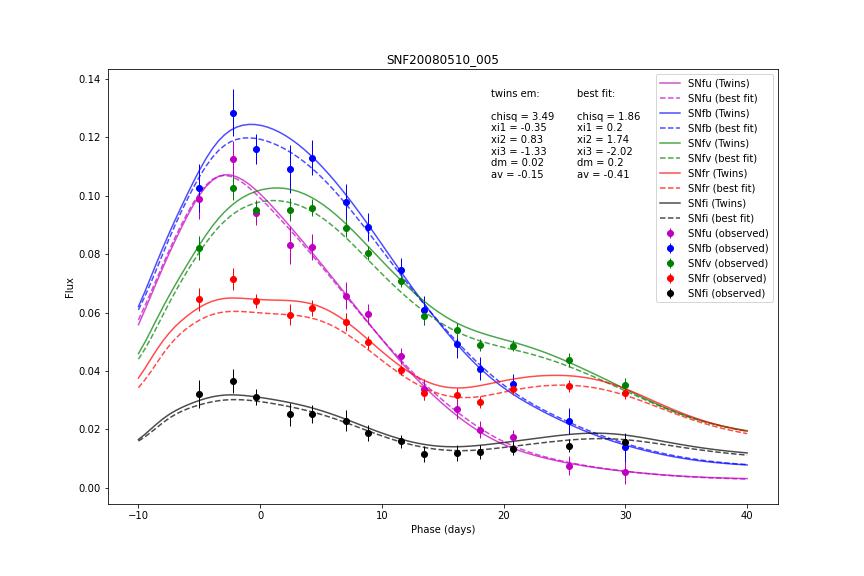 SNF20080510_005
twins em: best fit:
chisq = 3.49 chisq = 1.86
xi1 = -0.35 xi1 = 0.2
xi2 = 0.83 xi2 = 1.74
xi3 = -1.33 xi3 = -2.02
dm = 0.02 dm = 0.2
av = -0.15 av = -0.41
SNfu (Twins)
SNfu (best fit)
SNfb (Twins)
SNfb (best fit)
SNfv (Twins)
SNfv (best fit)
SNfr (Twins)
SNfr (best fit)
SNfi (Twins)
SNfi (best fit)
SNfu (observed)
SNfb (observed)
SNfv (observed)
SNfr (observed)
SNfi (observed)
Flux
0.14
0.12
0.10
0.08
0.06
0.04
0.02
0.00
−10 0 10 20 30 40
Phase (days)